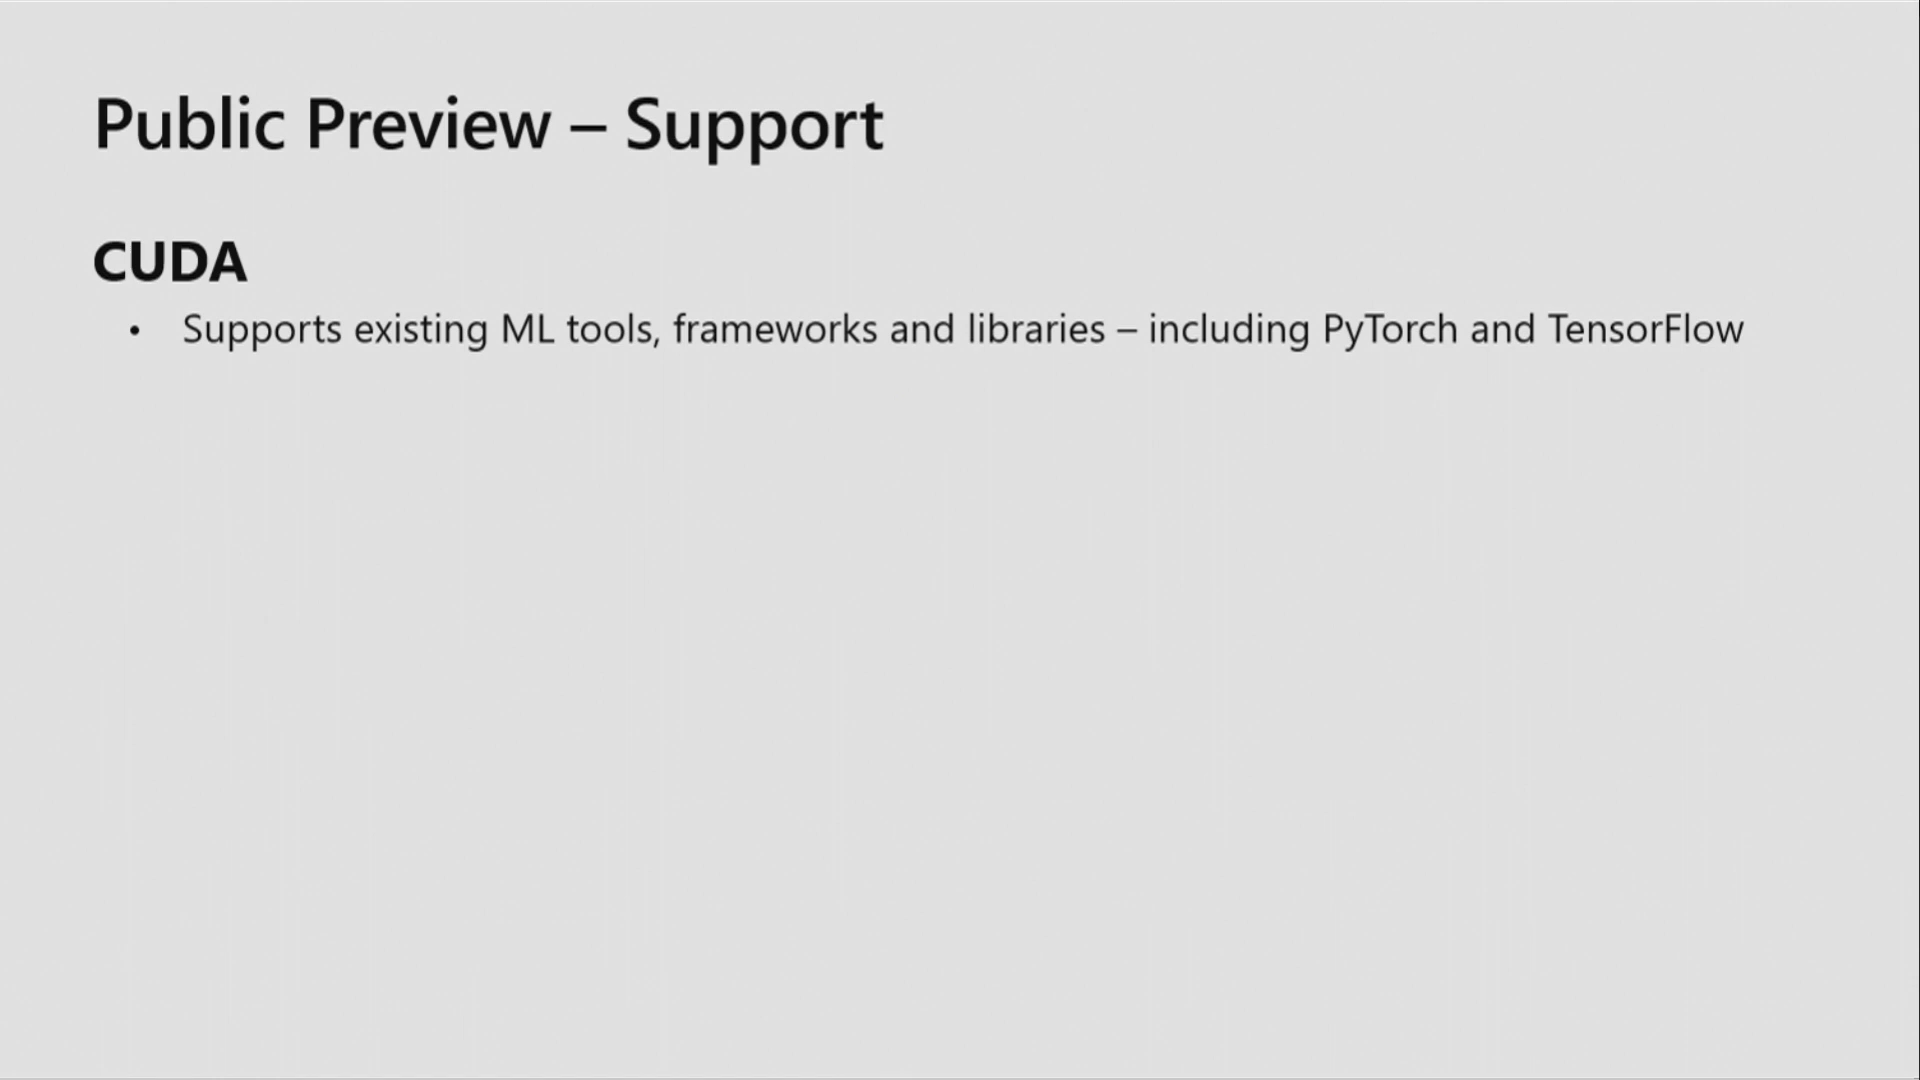 Public Preview – Support
CUDA
• Supports existing ML tools, frameworks and libraries – including PyTorch and TensorFlow